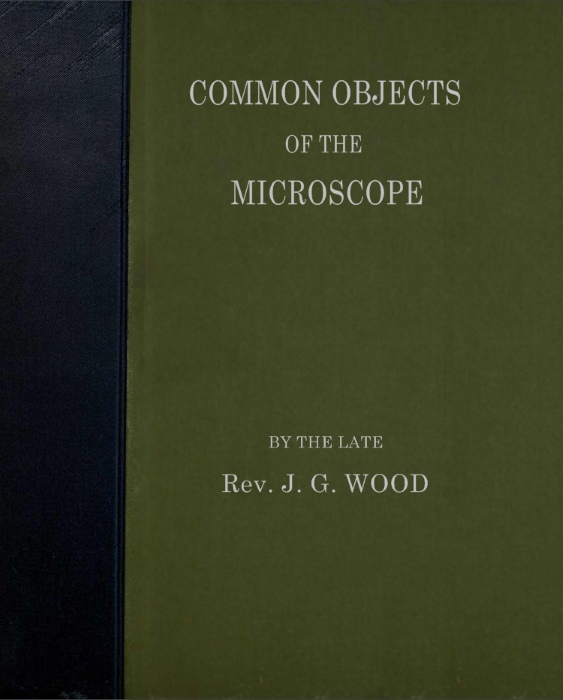 COMMON OBJECTS
OF THE
MICROSCOPE
BY THE LATE
Rev. J. G. WOOD